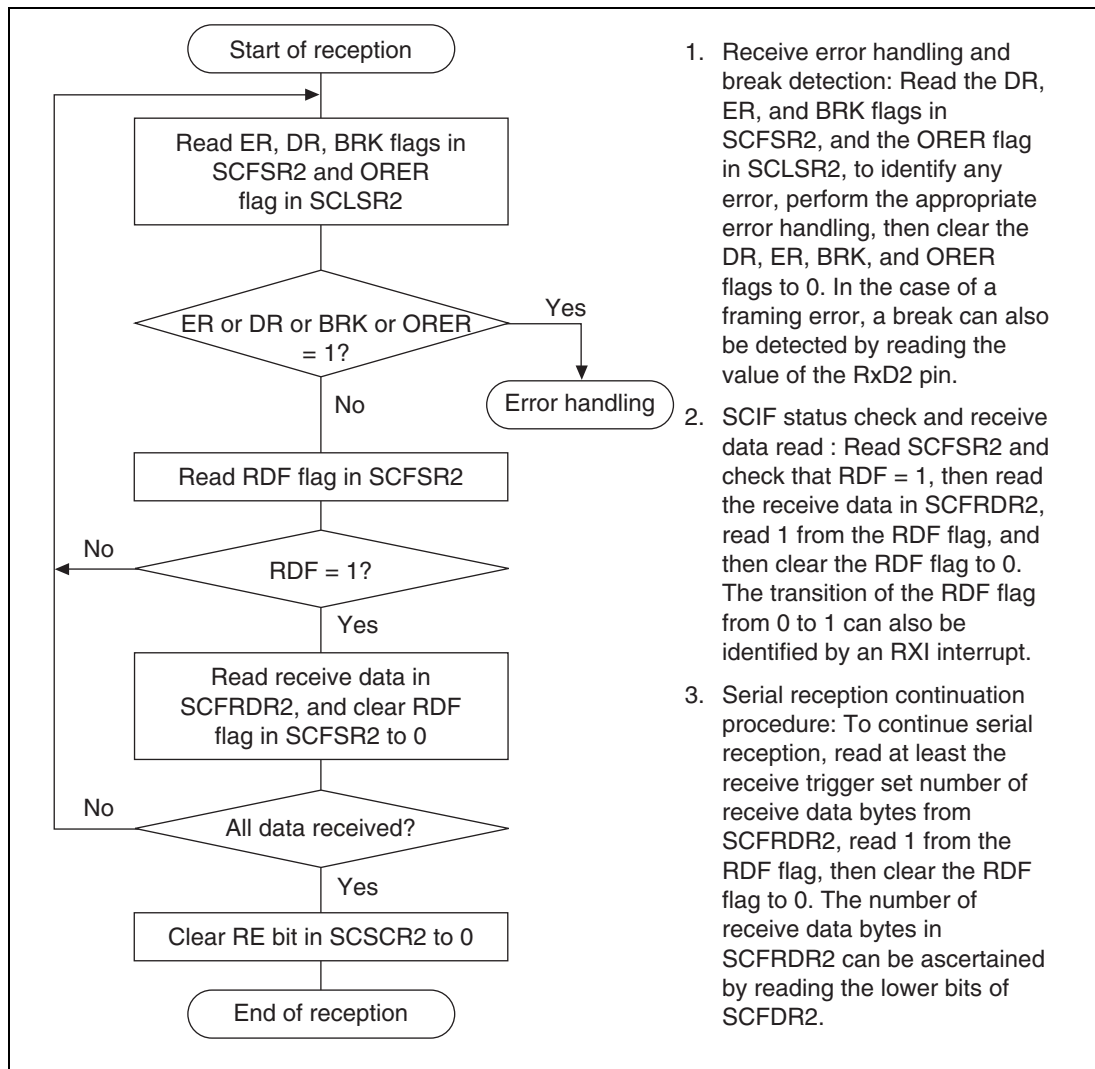 Start of reception
Read ER, DR, BRK flags in
SCFSR2 and ORER
flag in SCLSR2
ER or DR or BRK or ORER
= 1?
Yes
Error handling
No
Read RDF flag in SCFSR2
No
RDF = 1?
Yes
Read receive data in
SCFRDR2, and clear RDF
flag in SCFSR2 to 0
No
All data received?
Yes
Clear RE bit in SCSCR2 to 0
End of reception
1. Receive error handling and
break detection: Read the DR,
ER, and BRK flags in
SCFSR2, and the ORER flag
in SCLSR2, to identify any
error, perform the appropriate
error handling, then clear the
DR, ER, BRK, and ORER
flags to 0. In the case of a
framing error, a break can also
be detected by reading the
value of the RxD2 pin.
2. SCIF status check and receive
data read : Read SCFSR2 and
check that RDF = 1, then read
the receive data in SCFRDR2,
read 1 from the RDF flag, and
then clear the RDF flag to 0.
The transition of the RDF flag
from 0 to 1 can also be
identified by an RXI interrupt.
3. Serial reception continuation
procedure: To continue serial
reception, read at least the
receive trigger set number of
receive data bytes from
SCFRDR2, read 1 from the
RDF flag, then clear the RDF
flag to 0. The number of
receive data bytes in
SCFRDR2 can be ascertained
by reading the lower bits of
SCFDR2.